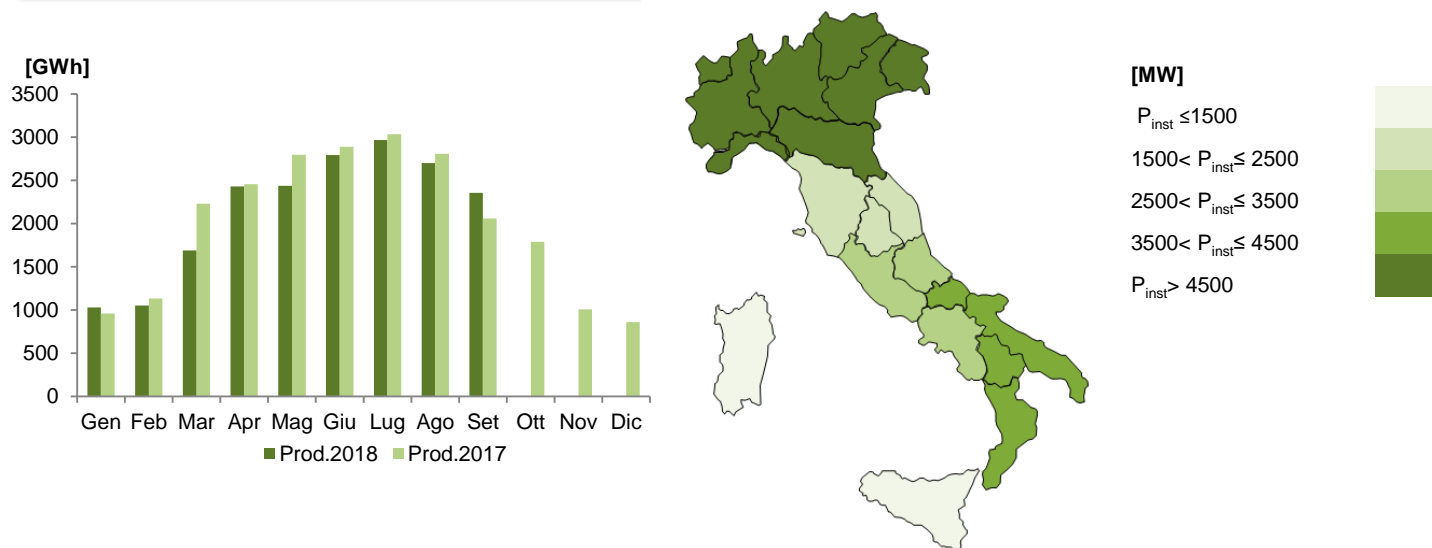 [GWh]
3500
3000
2500
2000
1500
1000
500
0
Gen Feb Mar Apr Mag Giu Lug Ago Set Ott Nov Dic
Prod.2018 Prod.2017
[MW]
Pinst ≤1500
1500< Pinst≤ 2500
2500< Pinst≤ 3500
3500< Pinst≤ 4500
Pinst> 4500